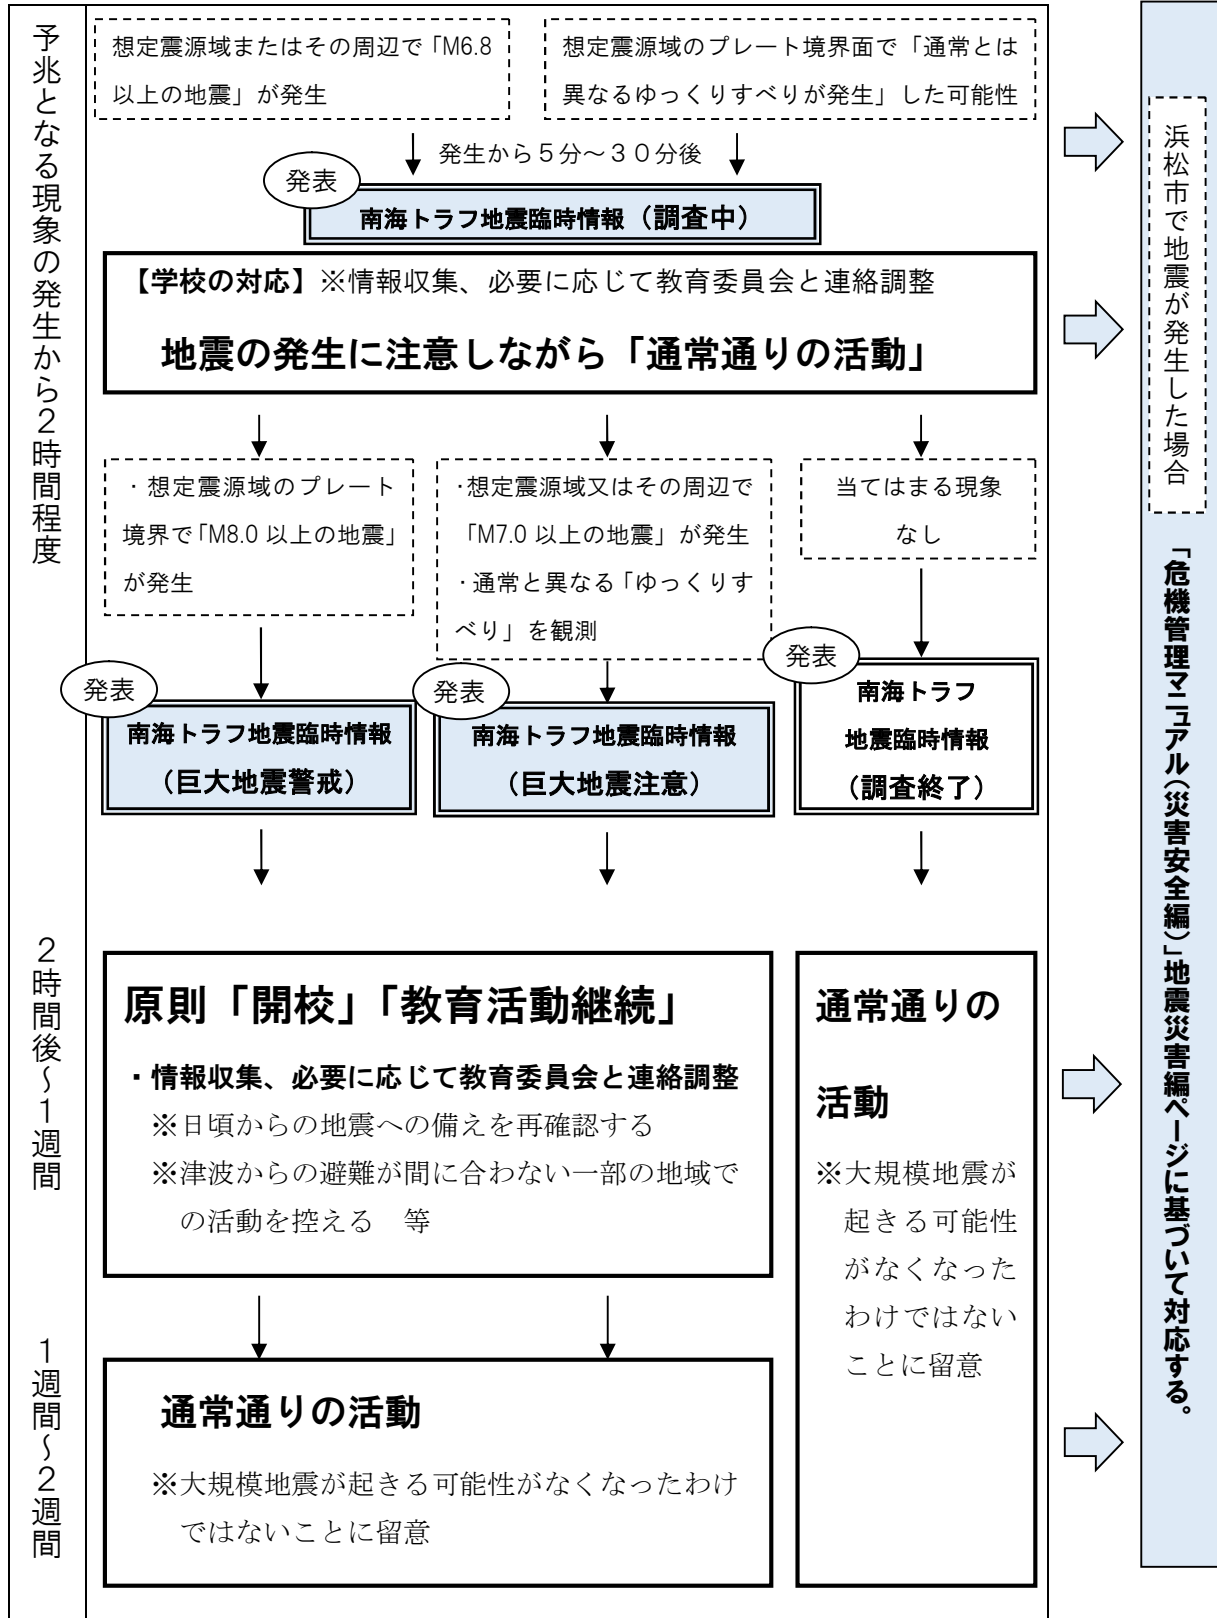 予兆となる現象の発生から2時間程度
想定震源域またはその周辺で「M6.8
以上の地震」が発生
想定震源域のプレート境界面で「通常とは
異なるゆっくりすべりが発生」した可能性
発生から５分～３０分後
発表
南海トラフ地震臨時情報（調査中）
【学校の対応】※情報収集、必要に応じて教育委員会と連絡調整
地震の発生に注意しながら「通常通りの活動」
・想定震源域のプレート
境界で「M8.0 以上の地震」
が発生
・想定震源域又はその周辺で
「M7.0 以上の地震」が発生
・通常と異なる「ゆっくりす
べり」を観測
当てはまる現象
なし
発表
南海トラフ地震臨時情報
（巨大地震警戒）
発表
南海トラフ地震臨時情報
（巨大地震注意）
発表
南海トラフ
地震臨時情報
（調査終了）
２時間後～１週間
原則「開校」「教育活動継続」
・情報収集、必要に応じて教育委員会と連絡調整
※日頃からの地震への備えを再確認する
※津波からの避難が間に合わない一部の地域で
の活動を控える　等
通常通りの
活動
※大規模地震が
起きる可能性
がなくなった
わけではない
ことに留意
１週間～２週間
通常通りの活動
※大規模地震が起きる可能性がなくなったわけ
ではないことに留意
浜松市で地震が発生した場合
「危機管理マニュアル（災害安全編）」地震災害編ページに基づいて対応する。